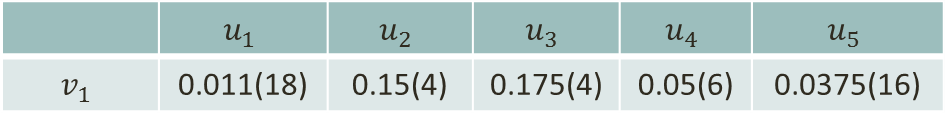 u₁ u₂ u₃ u₄ u₅
v₁ 0.011(18) 0.15(4) 0.175(4) 0.05(6) 0.0375(16)